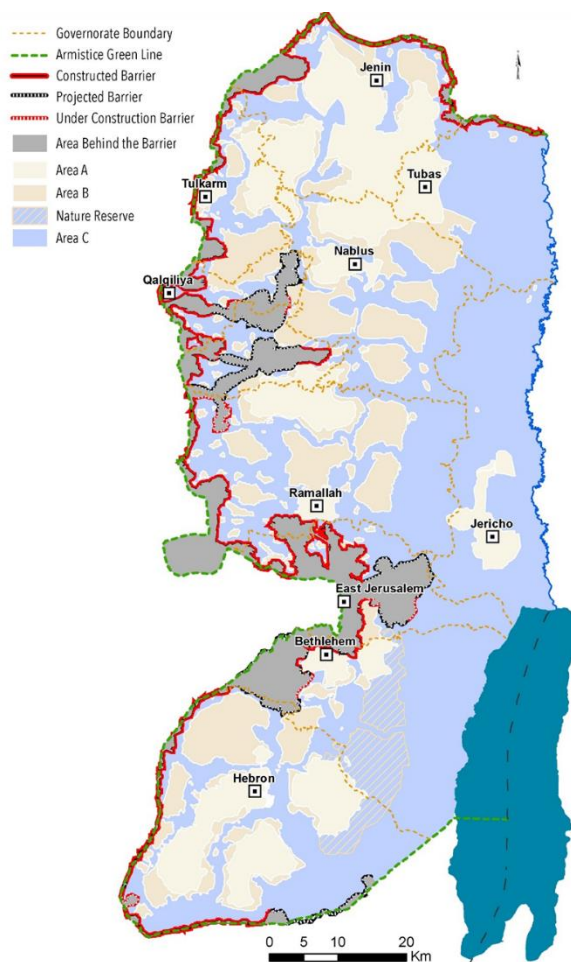 Governorate Boundary
Armistice Green Line
Constructed Barrier
Projected Barrier
Under Construction Barrier
Area Behind the Barrier
Area A
Area B
Nature Reserve
Area C
Jenin
Tubas
Tulkarm
Nablus
Qalqiliya
Ramallah
Jericho
East Jerusalem
Bethlehem
Hebron
0 5 10 20
Km